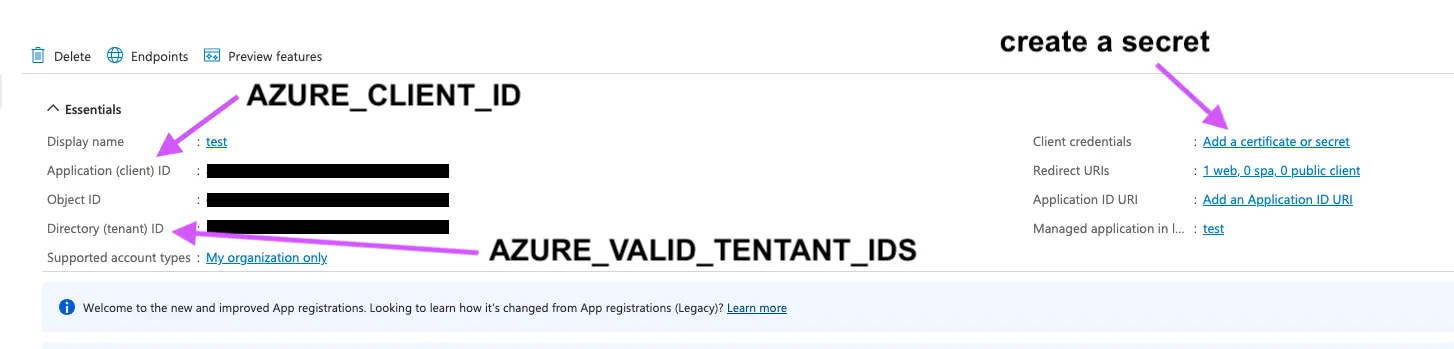 create a secret
Delete Endpoints Preview features
AZURE_CLIENT_ID
Essentials
Display name : test
Client credentials : Add a certificate or secret
Application (client) ID :
Redirect URIs : 1 web, 0 spa, 0 public client
Object ID :
Application ID URI : Add an Application ID URI
Directory (tenant) ID :
Managed application in l... : test
AZURE_VALID_TENTANT_IDS
Supported account types : My organization only
Welcome to the new and improved App registrations. Looking to learn how it's changed from App registrations (Legacy)? Learn more